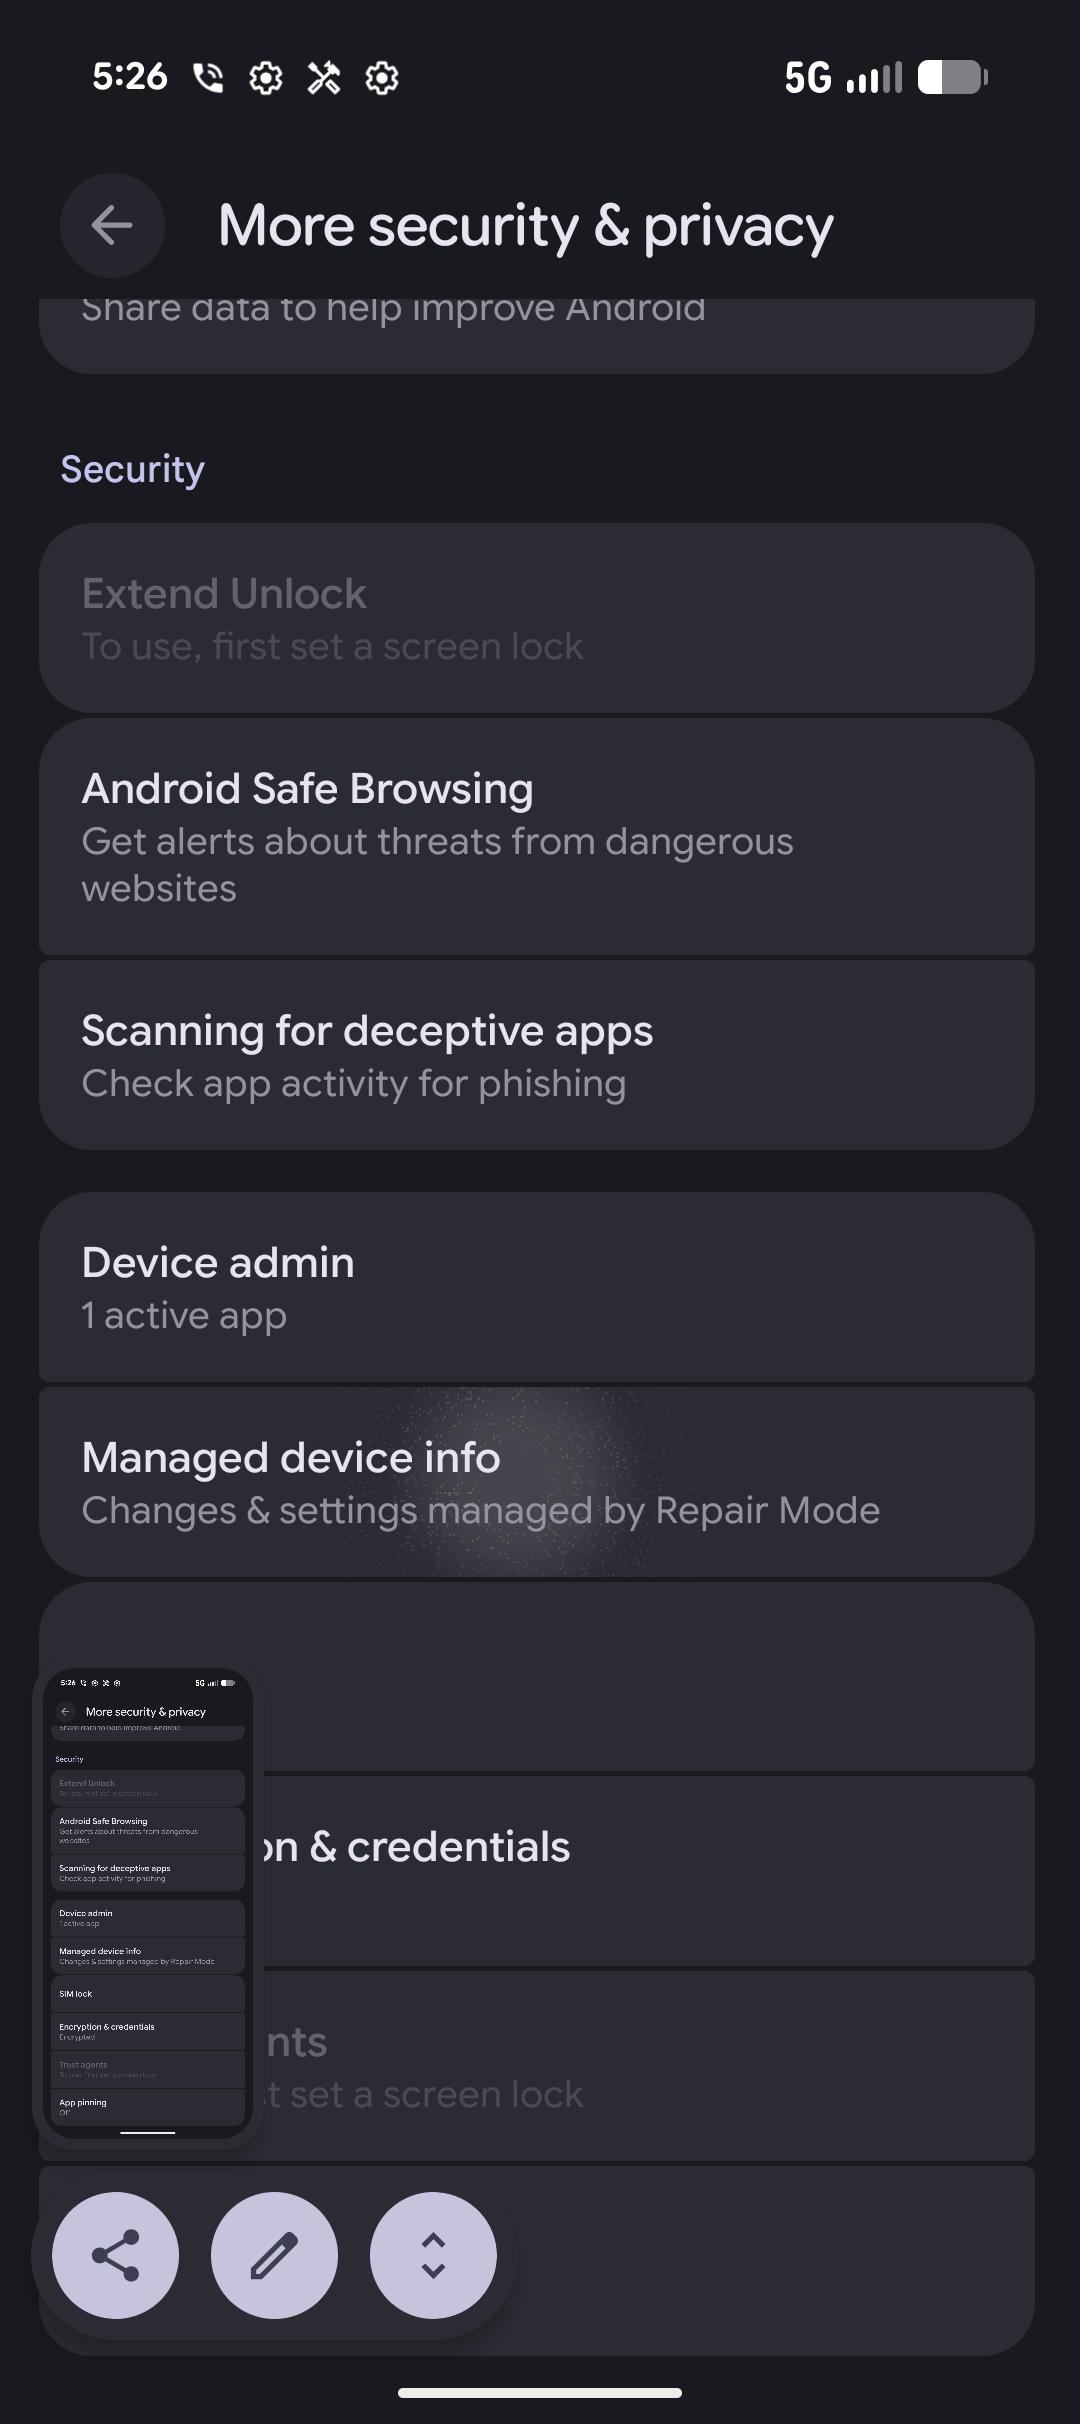 5:26
5G
More security & privacy
Share data to help improve Android
Security
Extend Unlock
To use, first set a screen lock
Android Safe Browsing
Get alerts about threats from dangerous
websites
Scanning for deceptive apps
Check app activity for phishing
Device admin
1 active app
Managed device info
Changes & settings managed by Repair Mode
on & credentials
nts
st set a screen lock
5:26
5G
More security & privacy
Share data to help improve Android
Security
Extend Unlock
To use, first set a screen lock
Android Safe Browsing
Get alerts about threats from dangerous
websites
Scanning for deceptive apps
Check app activity for phishing
Device admin
1 active app
Managed device info
Changes & settings managed by Repair Mode
SIM lock
Encryption & credentials
Encrypted
Trust agents
To use, first set a screen lock
App pinning
Off